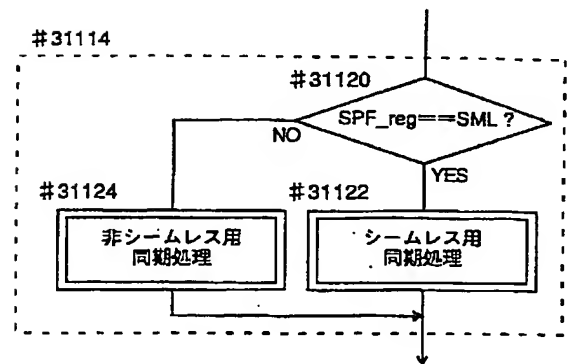 #31114
#31120
SPF_reg==SML ?
NO
YES
#31124
#31122
非シームレス用
同期処理
シームレス用
同期処理